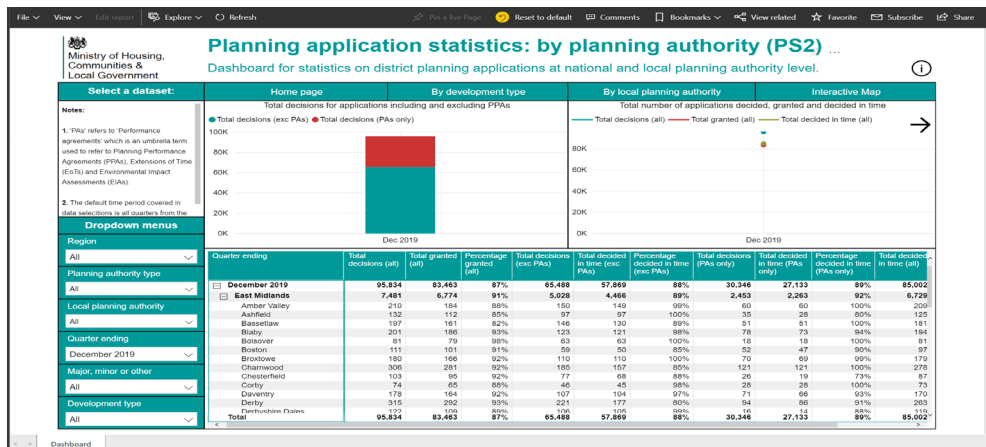 File View Edit report Explore Refresh Pin a live Page Reset to default Comments Bookmarks View related Favorite Subscribe Share
Ministry of Housing,
Communities &
Local Government
Planning application statistics: by planning authority (PS2) ...
Dashboard for statistics on district planning applications at national and local planning authority level.
Select a dataset: Home page By development type By local planning authority Interactive Map
Notes:
1. 'PAs' refers to 'Performance
agreements' which is an umbrella term
used to refer to Planning Performance
Agreements (PPAs), Extensions of Time
(EoTs) and Environmental Impact
Assessments (EIAs).
2. The default time period covered in
data selections is all quarters from the
Total decisions for applications including and excluding PPAs
Total decisions (exc PAs) Total decisions (PAs only)
100K
80K
60K
40K
20K
0K
Dec 2019
Total number of applications decided, granted and decided in time
Total decisions (all) Total granted (all) Total decided in time (all)
80K
60K
40K
20K
0K
Dec 2019
Dropdown menus
Region
All
Planning authority type
All
Local planning authority
All
Quarter ending
December 2019
Major, minor or other
All
Development type
All
Quarter ending Total decisions (all) Total granted (all) Percentage granted (all) Total decisions (exc PAs) Total decided in time (exc PAs) Percentage decided in time (exc PAs) Total decisions (PAs only) Total decided in time (PAs only) Percentage decided in time (PAs only) Total decided in time (all)
December 2019 95,834 83,463 87% 65,488 57,869 88% 30,346 27,133 89% 85,002
East Midlands 7,481 6,774 91% 5,028 4,466 89% 2,453 2,263 92% 6,729
Amber Valley 210 184 88% 150 149 99% 60 60 100% 209
Ashfield 132 112 85% 97 97 100% 35 28 80% 125
Bassetlaw 197 161 82% 146 130 89% 51 51 100% 181
Blaby 201 186 93% 123 121 98% 78 73 94% 194
Bolsover 81 79 98% 63 63 100% 18 18 100% 81
Boston 111 101 91% 59 50 85% 52 47 90% 97
Broxtowe 180 166 92% 110 110 100% 70 69 99% 179
Charnwood 306 281 92% 185 157 85% 121 121 100% 278
Chesterfield 103 95 92% 77 68 88% 26 19 73% 87
Corby 74 65 88% 46 45 98% 28 28 100% 73
Daventry 178 164 92% 107 104 97% 71 66 93% 170
Derby 315 292 93% 221 177 80% 94 86 91% 263
Derbyshire Dales 122 109 89% 106 105 99% 16 14 88% 119
Total 95,834 83,463 87% 65,488 57,869 88% 30,346 27,133 89% 85,002
Dashboard